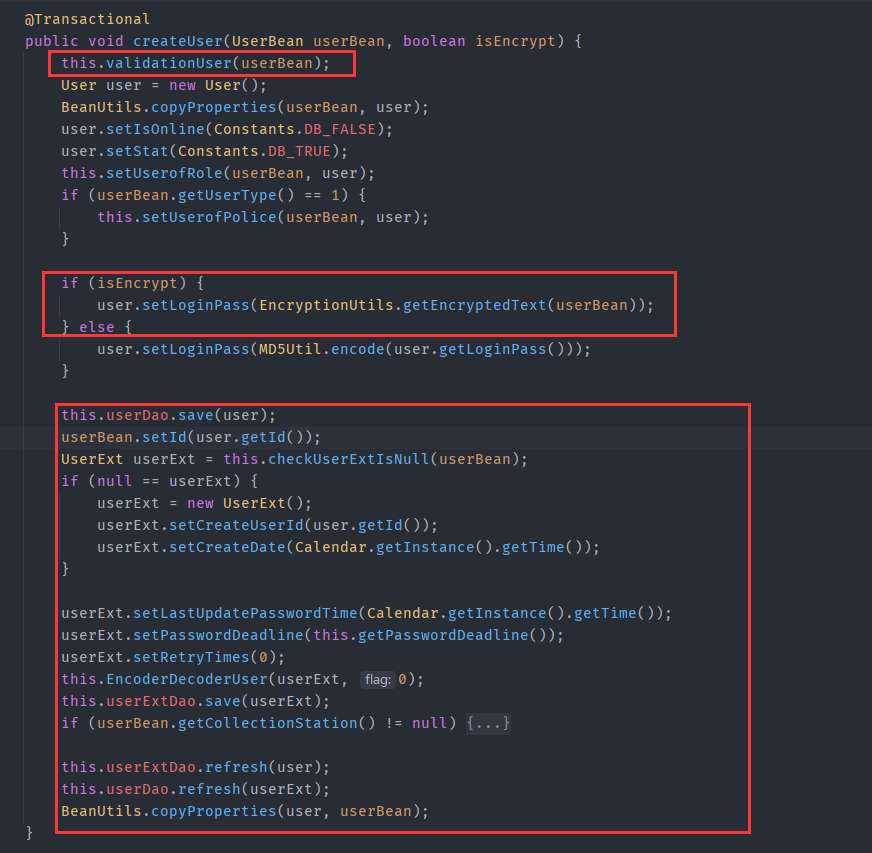 @Transactional
public void createUser(UserBean userBean, boolean isEncrypt) {
    this.validationUser(userBean);
    User user = new User();
    BeanUtils.copyProperties(userBean, user);
    user.setIsOnline(Constants.DB_FALSE);
    user.setStat(Constants.DB_TRUE);
    this.setUserofRole(userBean, user);
    if (userBean.getUserType() == 1) {
        this.setUserofPolice(userBean, user);
    }
    if (isEncrypt) {
        user.setLoginPass(EncryptionUtils.getEncryptedText(userBean));
    } else {
        user.setLoginPass(MD5Util.encode(user.getLoginPass()));
    }
    this.userDao.save(user);
    userBean.setId(user.getId());
    UserExt userExt = this.checkUserExtIsNull(userBean);
    if (null == userExt) {
        userExt = new UserExt();
        userExt.setCreateUserId(user.getId());
        userExt.setCreateDate(Calendar.getInstance().getTime());
    }
    userExt.setLastUpdatePasswordTime(Calendar.getInstance().getTime());
    userExt.setPasswordDeadline(this.getPasswordDeadline());
    userExt.setRetryTimes(0);
    this.EncoderDecoderUser(userExt, flag: 0);
    this.userExtDao.save(userExt);
    if (userBean.getCollectionStation() != null) {...}
    this.userExtDao.refresh(user);
    this.userDao.refresh(userExt);
    BeanUtils.copyProperties(user, userBean);
}